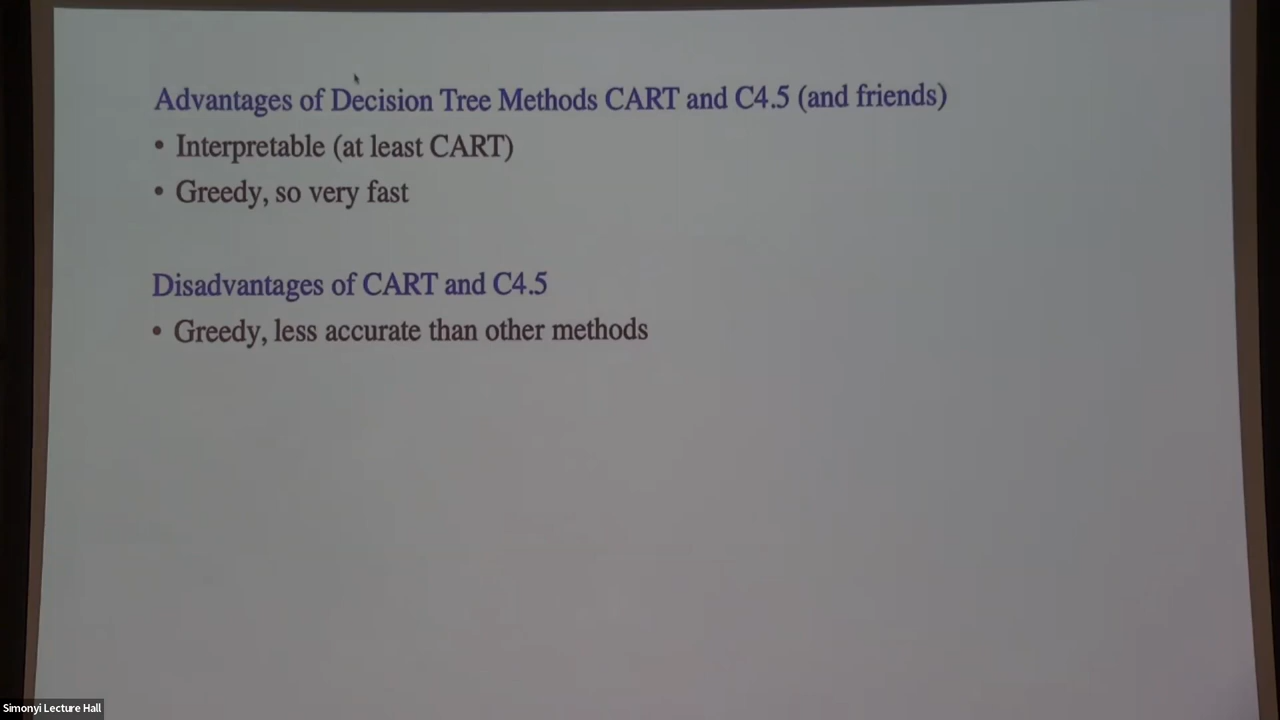 Advantages of Decision Tree Methods CART and C4.5 (and friends)
• Interpretable (at least CART)
• Greedy, so very fast
Disadvantages of CART and C4.5
• Greedy, less accurate than other methods
Simonyi Lecture Hall